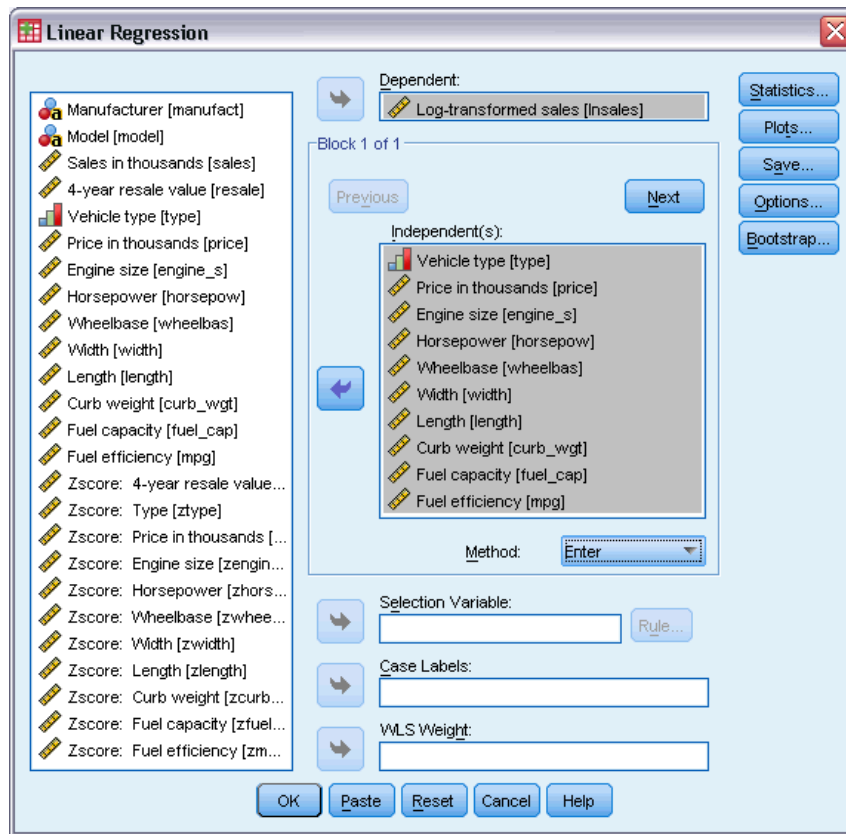 Linear Regression
Manufacturer [manufact]
Model [model]
Sales in thousands [sales]
4-year resale value [resale]
Vehicle type [type]
Price in thousands [price]
Engine size [engine_s]
Horsepower [horsepow]
Wheelbase [wheelbas]
Width [width]
Length [length]
Curb weight [curb_wgt]
Fuel capacity [fuel_cap]
Fuel efficiency [mpg]
Zscore: 4-year resale value...
Zscore: Type [ztype]
Zscore: Price in thousands [...
Zscore: Engine size [zengin...
Zscore: Horsepower [zhors...
Zscore: Wheelbase [zwhee...
Zscore: Width [zwidth]
Zscore: Length [zlength]
Zscore: Curb weight [zcurb...
Zscore: Fuel capacity [zfuel...
Zscore: Fuel efficiency [zm...
Dependent:
Log-transformed sales [lnsales]
Block 1 of 1
Previous
Next
Independent(s):
Vehicle type [type]
Price in thousands [price]
Engine size [engine_s]
Horsepower [horsepow]
Wheelbase [wheelbas]
Width [width]
Length [length]
Curb weight [curb_wgt]
Fuel capacity [fuel_cap]
Fuel efficiency [mpg]
Method:
Enter
Selection Variable:
Rule...
Case Labels:
WLS Weight:
Statistics...
Plots...
Save...
Options...
Bootstrap...
OK
Paste
Reset
Cancel
Help